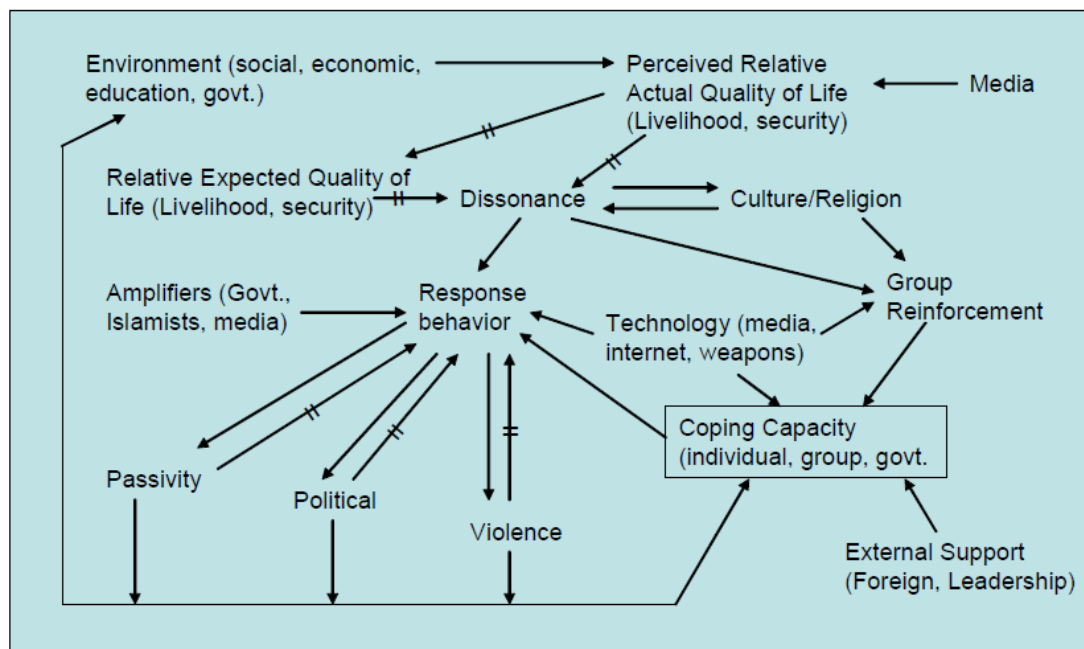 Environment (social, economic,
education, govt.)
Perceived Relative
Actual Quality of Life
(Livelihood, security)
Media
Relative Expected Quality of
Life (Livelihood, security)
Dissonance
Culture/Religion
Amplifiers (Govt.,
Islamists, media)
Response
behavior
Technology (media,
internet, weapons)
Group
Reinforcement
Coping Capacity
(individual, group, govt.
Passivity
Political
Violence
External Support
(Foreign, Leadership)